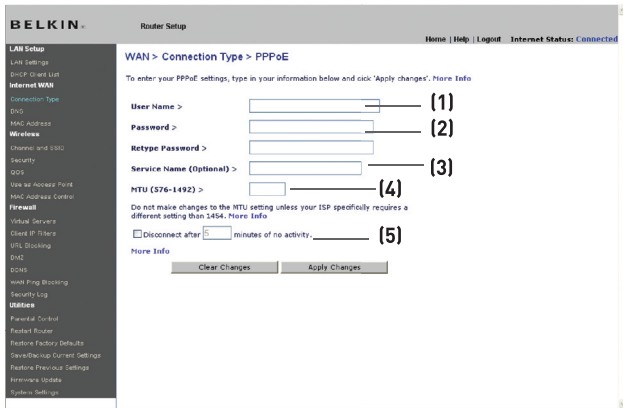 BELKIN
Router Setup
Home | Help | Logout Internet Status: Connected
LAN Setup
LAN Settings
DHCP Client List
Internet WAN
Connection Type
DNS
MAC Address
Wireless
Channel and SSID
Security
QOS
Use as Access Point
MAC Address Control
Firewall
Virtual Servers
Client IP Filters
URL Blocking
DMZ
DDNS
WAN Ping Blocking
Security Log
Utilities
Parental Control
Restart Router
Restore Factory Defaults
Save/Backup Current Settings
Restore Previous Settings
Firmware Update
System Settings
WAN > Connection Type > PPPoE
To enter your PPPoE settings, type in your information below and click 'Apply changes'. More Info
User Name > (1)
Password > (2)
Retype Password >
Service Name (Optional) > (3)
MTU (576-1492) > (4)
Do not make changes to the MTU setting unless your ISP specifically requires a
different setting than 1454. More Info
Disconnect after 5 minutes of no activity. (5)
More Info
Clear Changes Apply Changes